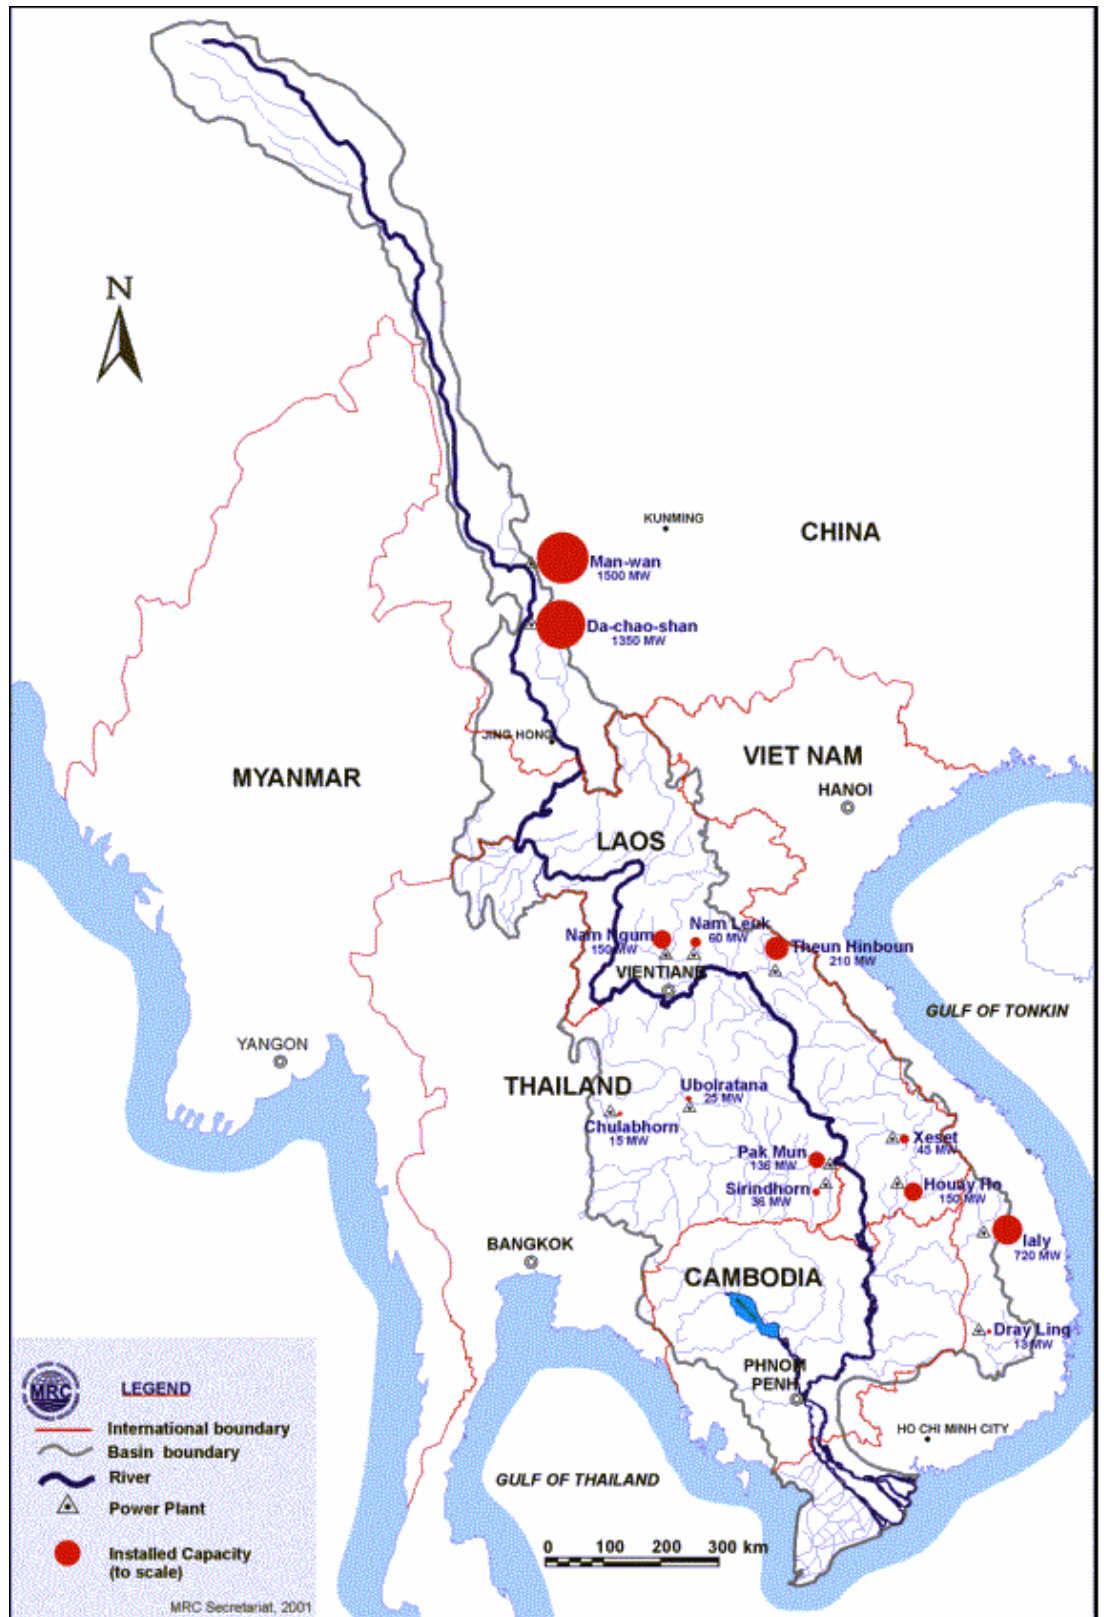 N
KUNMING
CHINA
Man-wan
1500 MW
Da-chao-shan
1350 MW
JING HONG
VIET NAM
HANOI
MYANMAR
LAOS
Nam Leuk
60 MW
Nam Ngum
150 MW
Theun Hinboun
210 MW
VIENTIANE
GULF OF TONKIN
YANGON
THAILAND
Ubolratana
25 MW
Chulabhorn
15 MW
Xeset
45 MW
Pak Mun
136 MW
Sirindhorn
36 MW
Houay Ho
150 MW
Ialy
720 MW
BANGKOK
CAMBODIA
Dray Ling
13 MW
PHNOM
PENH
HO CHI MINH CITY
GULF OF THAILAND
0 100 200 300 km
MRC
LEGEND
International boundary
Basin boundary
River
Power Plant
Installed Capacity
(to scale)
MRC Secretariat, 2001